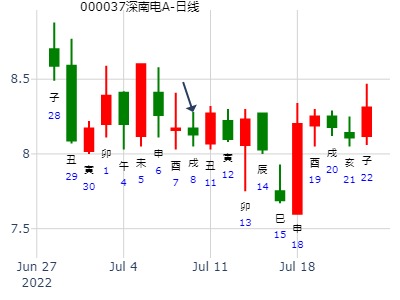 000037深南电A-日线
8.5
8
7.5
子
28
丑
29
寅
30
卯
1
午
4
未
5
申
6
酉
7
戌
8
丑
11
寅
12
卯
13
辰
14
巳
15
申
18
酉
19
戌
20
亥
21
子
22
Jun 27
2022
Jul 4
Jul 11
Jul 18